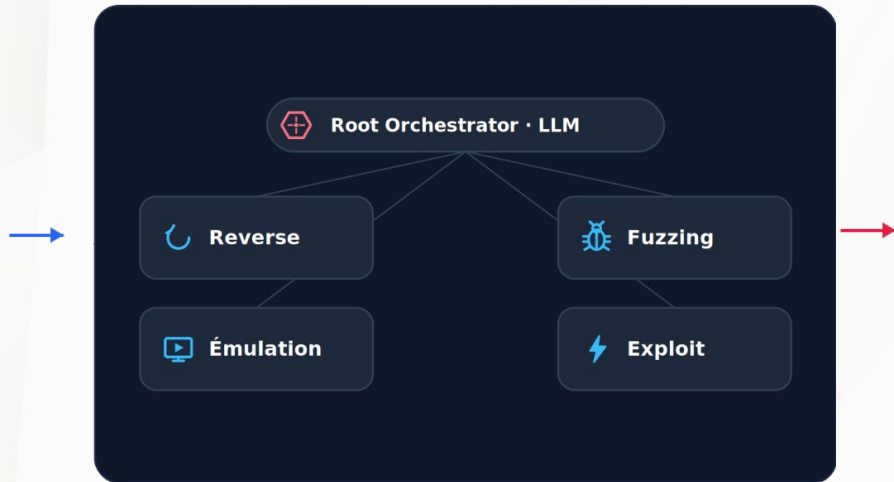 Root Orchestrator · LLM
Reverse
Fuzzing
Émulation
Exploit